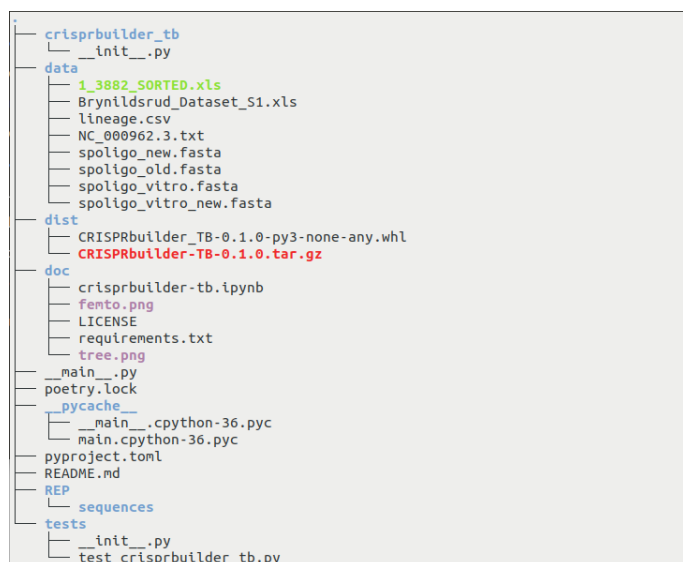 .
├── crisprbuilder_tb
│   └── __init__.py
├── data
│   ├── 1_3882_SORTED.xls
│   ├── Brynildsrud_Dataset_S1.xls
│   ├── lineage.csv
│   ├── NC_000962.3.txt
│   ├── spoligo_new.fasta
│   ├── spoligo_old.fasta
│   ├── spoligo_vitro.fasta
│   └── spoligo_vitro_new.fasta
├── dist
│   ├── CRISPRbuilder_TB-0.1.0-py3-none-any.whl
│   └── CRISPRbuilder-TB-0.1.0.tar.gz
├── doc
│   ├── crisprbuilder-tb.ipynb
│   ├── femto.png
│   ├── LICENSE
│   ├── requirements.txt
│   └── tree.png
├── __main__.py
├── poetry.lock
├── __pycache__
│   ├── __main__.cpython-36.pyc
│   └── main.cpython-36.pyc
├── pyproject.toml
├── README.md
├── REP
│   └── sequences
└── tests
    ├── __init__.py
    └── test_crisprbuilder_tb.py